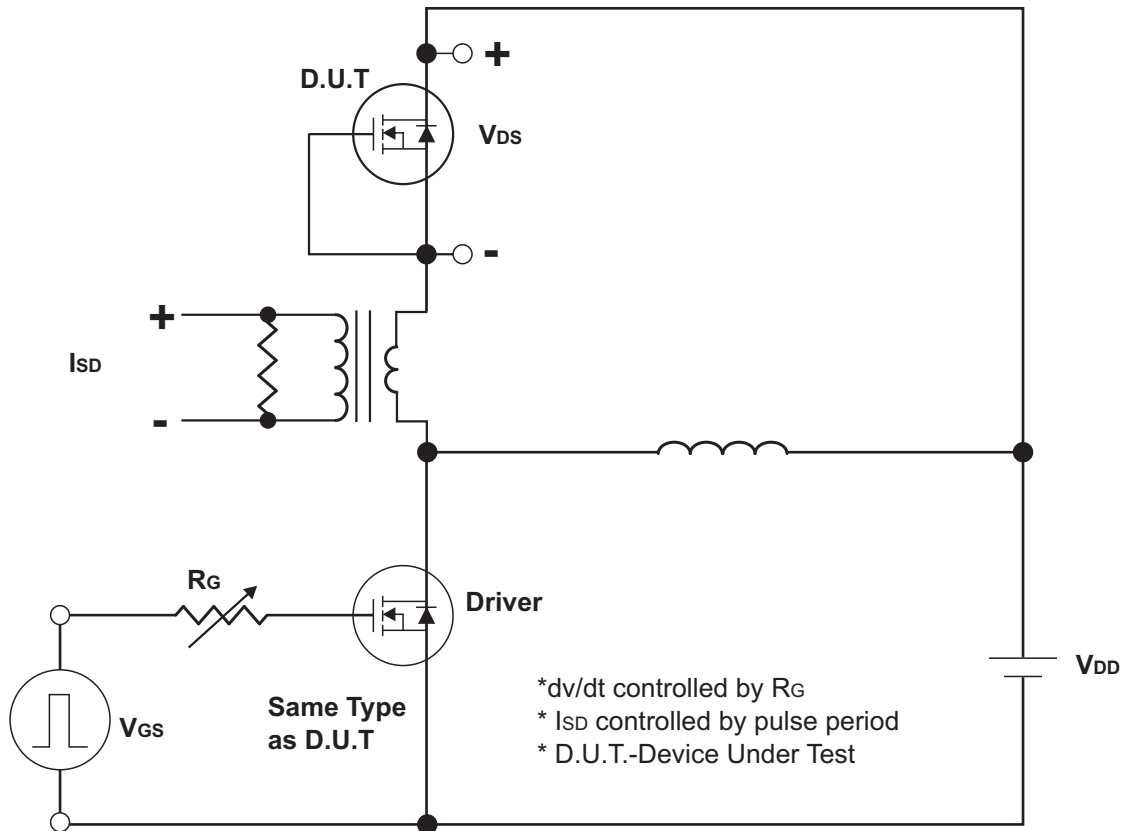 +
D.U.T
VDS
-
+
ISD
-
RG
Driver
VDD
*dv/dt controlled by RG
Same Type
as D.U.T
VGS
* ISD controlled by pulse period
* D.U.T.-Device Under Test